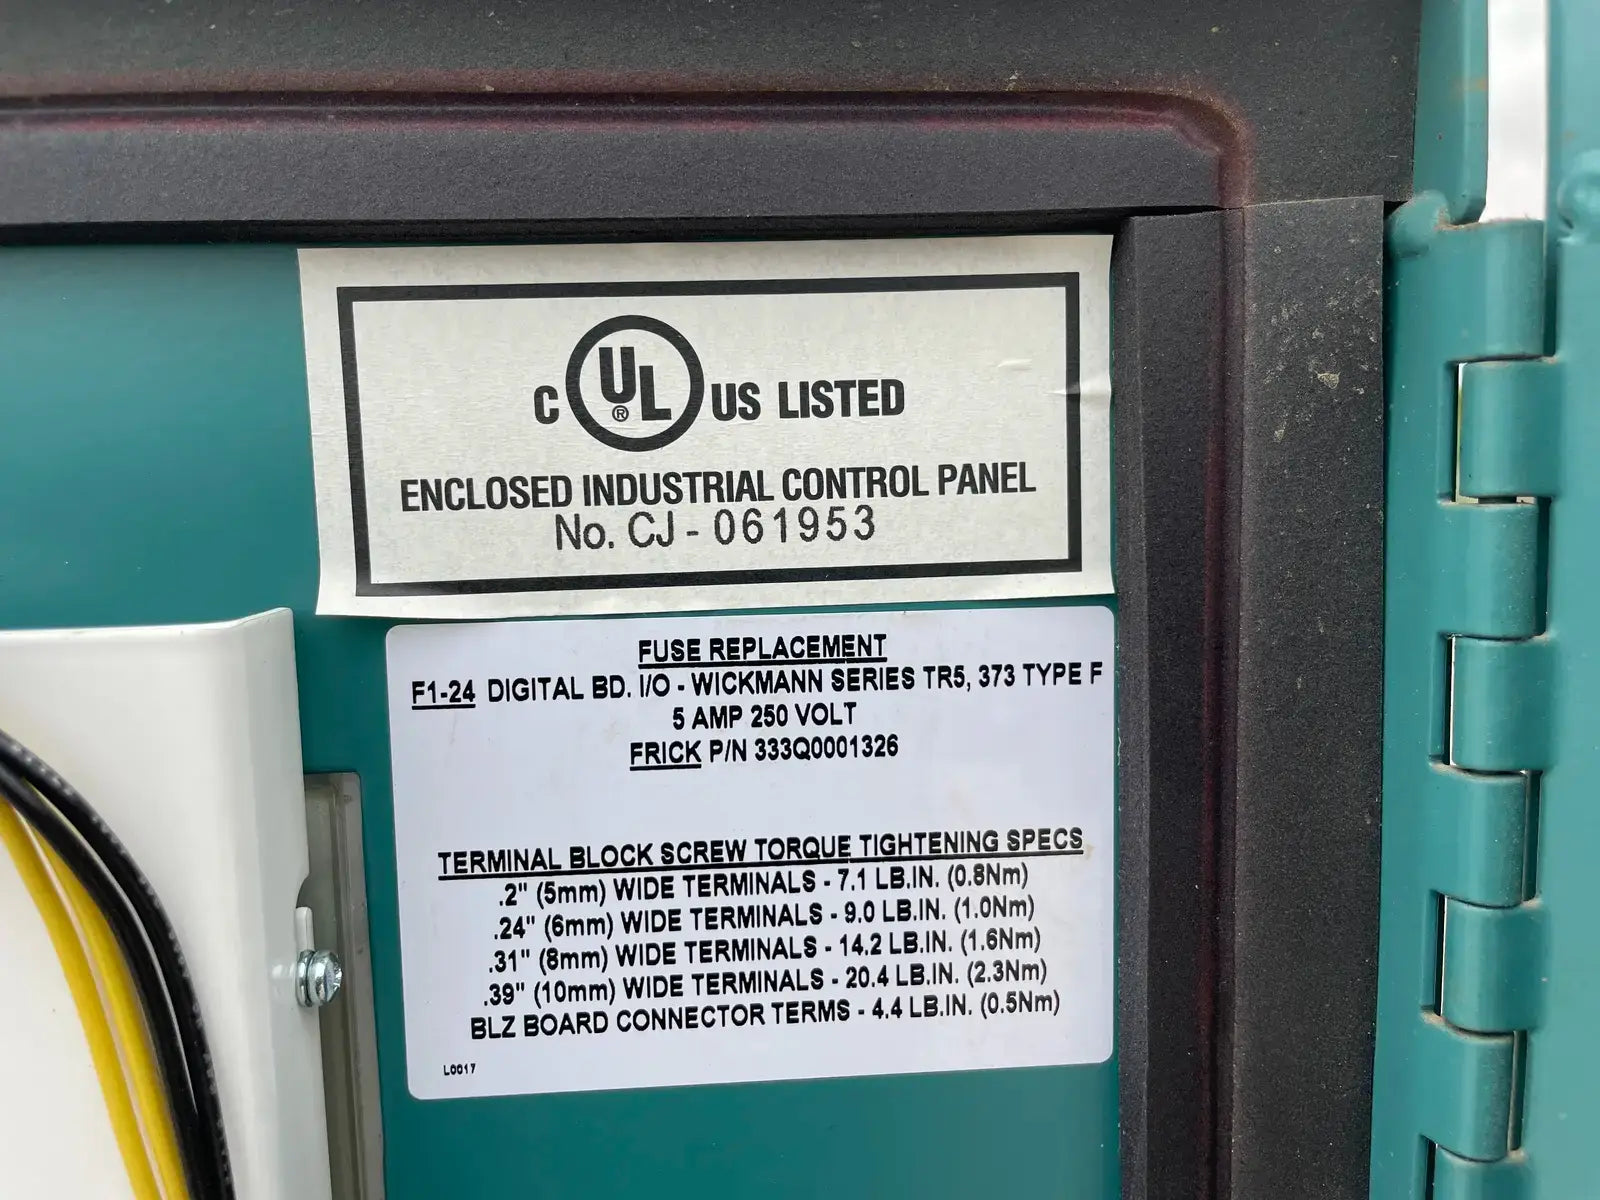 C UL ® US LISTED
ENCLOSED INDUSTRIAL CONTROL PANEL
No. CJ - 061953
FUSE REPLACEMENT
F1-24 DIGITAL BD. I/O - WICKMANN SERIES TR5, 373 TYPE F
5 AMP 250 VOLT
FRICK P/N 333Q0001326
TERMINAL BLOCK SCREW TORQUE TIGHTENING SPECS
.2" (5mm) WIDE TERMINALS - 7.1 LB.IN. (0.8Nm)
.24" (6mm) WIDE TERMINALS - 9.0 LB.IN. (1.0Nm)
.31" (8mm) WIDE TERMINALS - 14.2 LB.IN. (1.6Nm)
.39" (10mm) WIDE TERMINALS - 20.4 LB.IN. (2.3Nm)
BLZ BOARD CONNECTOR TERMS - 4.4 LB.IN. (0.5Nm)
L0017